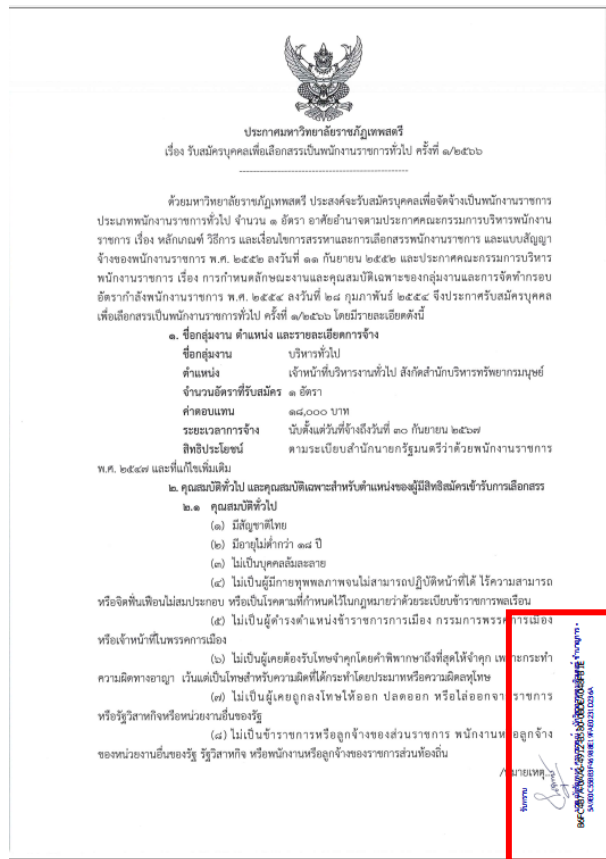 ประกาศมหาวิทยาลัยราชภัฏเทพสตรี
เรื่อง รับสมัครบุคคลเพื่อเลือกสรรเป็นพนักงานราชการทั่วไป ครั้งที่ ๑/๒๕๖๖
ด้วยมหาวิทยาลัยราชภัฏเทพสตรี ประสงค์จะรับสมัครบุคคลเพื่อจัดจ้างเป็นพนักงานราชการ
ประเภทพนักงานราชการทั่วไป จำนวน ๑ อัตรา อาศัยอำนาจตามประกาศคณะกรรมการบริหารพนักงาน
ราชการ เรื่อง หลักเกณฑ์ วิธีการ และเงื่อนไขการสรรหาและการเลือกสรรพนักงานราชการ และแบบสัญญา
จ้างของพนักงานราชการ พ.ศ. ๒๕๕๒ ลงวันที่ ๑๑ กันยายน ๒๕๕๒ และประกาศคณะกรรมการบริหาร
พนักงานราชการ เรื่อง การกำหนดลักษณะงานและคุณสมบัติเฉพาะของกลุ่มงานและการจัดทำกรอบ
อัตรากำลังพนักงานราชการ พ.ศ. ๒๕๕๔ ลงวันที่ ๒๘ กุมภาพันธ์ ๒๕๕๔ จึงประกาศรับสมัครบุคคล
เพื่อเลือกสรรเป็นพนักงานราชการทั่วไป ครั้งที่ ๑/๒๕๖๖ โดยมีรายละเอียดดังนี้
๑. ชื่อกลุ่มงาน ตำแหน่ง และรายละเอียดการจ้าง
ชื่อกลุ่มงาน บริหารทั่วไป
ตำแหน่ง เจ้าหน้าที่บริหารงานทั่วไป สังกัดสำนักบริหารทรัพยากรมนุษย์
จำนวนอัตราที่รับสมัคร ๑ อัตรา
ค่าตอบแทน ๑๘,๐๐๐ บาท
ระยะเวลาการจ้าง นับตั้งแต่วันที่จ้างถึงวันที่ ๓๐ กันยายน ๒๕๖๗
สิทธิประโยชน์ ตามระเบียบสำนักนายกรัฐมนตรีว่าด้วยพนักงานราชการ
พ.ศ. ๒๕๔๗ และที่แก้ไขเพิ่มเติม
๒. คุณสมบัติทั่วไป และคุณสมบัติเฉพาะสำหรับตำแหน่งของผู้มีสิทธิสมัครเข้ารับการเลือกสรร
๒.๑ คุณสมบัติทั่วไป
(๑) มีสัญชาติไทย
(๒) มีอายุไม่ต่ำกว่า ๑๘ ปี
(๓) ไม่เป็นบุคคลล้มละลาย
(๔) ไม่เป็นผู้มีกายทุพพลภาพจนไม่สามารถปฏิบัติหน้าที่ได้ ไร้ความสามารถ
หรือจิตฟั่นเฟือนไม่สมประกอบ หรือเป็นโรคตามที่กำหนดไว้ในกฎหมายว่าด้วยระเบียบข้าราชการพลเรือน
(๕) ไม่เป็นผู้ดำรงตำแหน่งข้าราชการการเมือง กรรมการพรรคการเมือง
หรือเจ้าหน้าที่ในพรรคการเมือง
(๖) ไม่เป็นผู้เคยต้องรับโทษจำคุกโดยคำพิพากษาถึงที่สุดให้จำคุก เพราะกระทำ
ความผิดทางอาญา เว้นแต่เป็นโทษสำหรับความผิดที่ได้กระทำโดยประมาทหรือความผิดลหุโทษ
(๗) ไม่เป็นผู้เคยถูกลงโทษให้ออก ปลดออก หรือไล่ออกจากราชการ
หรือรัฐวิสาหกิจหรือหน่วยงานอื่นของรัฐ
(๘) ไม่เป็นข้าราชการหรือลูกจ้างของส่วนราชการ พนักงานหรือลูกจ้าง
ของหน่วยงานอื่นของรัฐ รัฐวิสาหกิจ หรือพนักงานหรือลูกจ้างของราชการส่วนท้องถิ่น
/หมายเหตุ...
รับทราบ